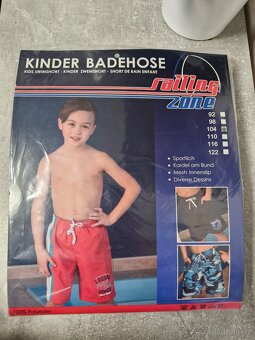 KINDER BADEHOSE
KIDS SWIMSHORT - KINDER ZWEMSHORT - SHORT DE BAIN ENFANT
sailing
zone
92
98
104
110
116
122
• Sportlich
• Kordel am Bund
• Mesh Innenslip
• Diverse Dessins
100% Polyester